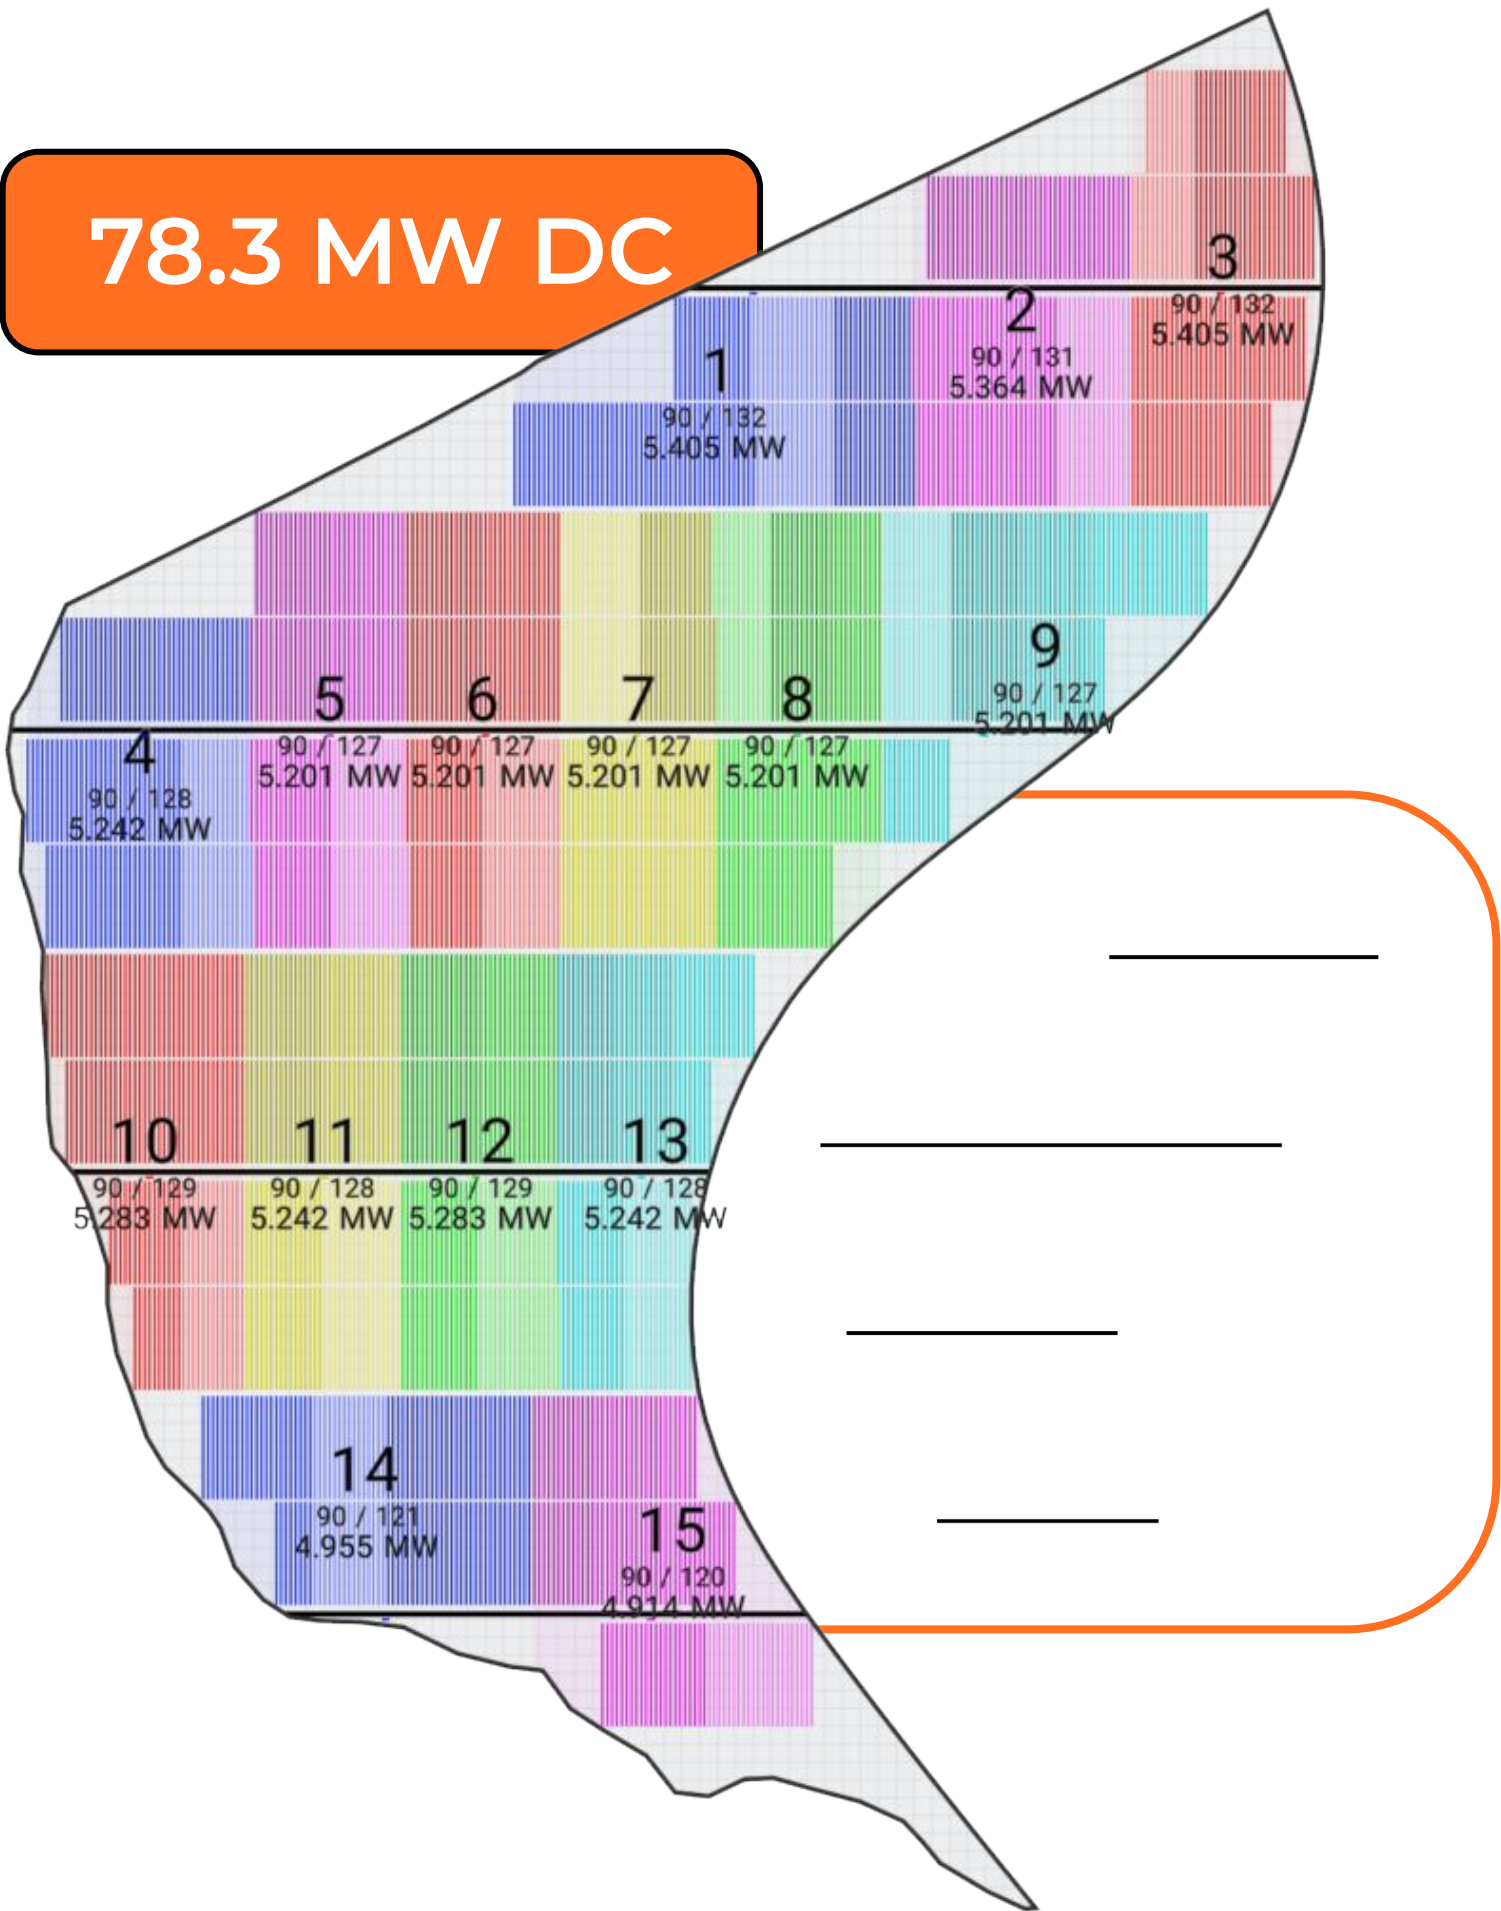 78.3 MW DC
3
90 / 132
5.405 MW
2
90 / 131
5.364 MW
1
90 / 132
5.405 MW
9
90 / 127
5.201 MW
5
90 / 127
5.201 MW
6
90 / 127
5.201 MW
7
90 / 127
5.201 MW
8
90 / 127
5.201 MW
4
90 / 128
5.242 MW
10
90 / 129
5.283 MW
11
90 / 128
5.242 MW
12
90 / 129
5.283 MW
13
90 / 128
5.242 MW
14
90 / 121
4.955 MW
15
90 / 120
4.914 MW